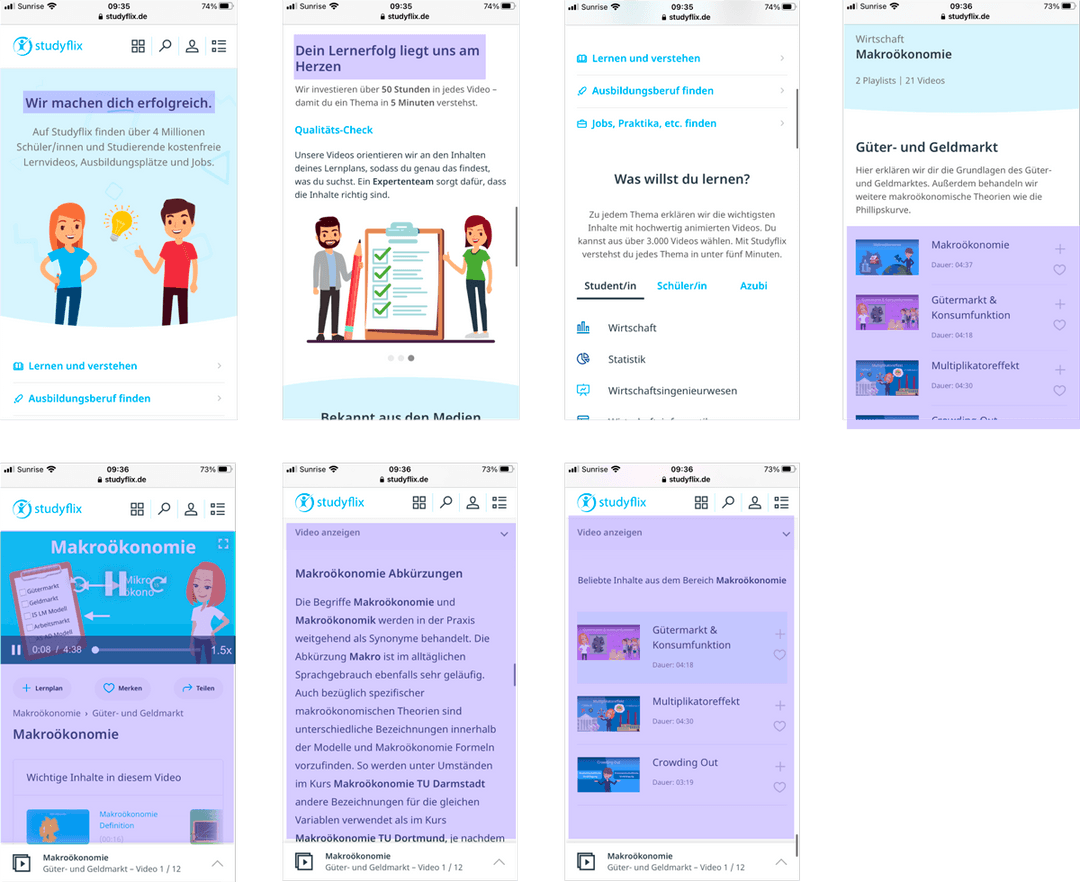 Sunrise 09:35 74%
studyflix.de
studyflix
Wir machen dich erfolgreich.
Auf Studyflix finden über 4 Millionen
Schüler/innen und Studierende kostenfreie
Lernvideos, Ausbildungsplätze und Jobs.
Lernen und verstehen
Ausbildungsberuf finden
Sunrise 09:35 74%
studyflix.de
Dein Lernerfolg liegt uns am
Herzen
Wir investieren über 50 Stunden in jedes Video –
damit du ein Thema in 5 Minuten verstehst.
Qualitäts-Check
Unsere Videos orientieren wir an den Inhalten
deines Lernplans, sodass du genau das findest,
was du suchst. Ein Expertenteam sorgt dafür, dass
die Inhalte richtig sind.
Bekannt aus den Medien
Sunrise 09:35 74%
studyflix.de
Lernen und verstehen
Ausbildungsberuf finden
Jobs, Praktika, etc. finden
Was willst du lernen?
Zu jedem Thema erklären wir die wichtigsten
Inhalte mit hochwertig animierten Videos. Du
kannst aus über 3.000 Videos wählen. Mit Studyflix
verstehst du jedes Thema in unter fünf Minuten.
Student/in Schüler/in Azubi
Wirtschaft
Statistik
Wirtschaftsingenieurwesen
Sunrise 09:36 73%
studyflix.de
Wirtschaft
Makroökonomie
2 Playlists | 21 Videos
Güter- und Geldmarkt
Hier erklären wir dir die Grundlagen des Güter-
und Geldmarktes. Außerdem behandeln wir
weitere makroökonomische Theorien wie die
Phillipskurve.
Makroökonomie
Dauer: 04:37
Gütermarkt &
Konsumfunktion
Dauer: 04:18
Multiplikatoreffekt
Dauer: 04:30
Crowding Out
Sunrise 09:36 73%
studyflix.de
studyflix
Makroökonomie
Gütermarkt
Geldmarkt
IS LM Modell
Arbeitsmarkt
Mikro
ökono
0:08 / 4:38 1.5x
Lernplan Merken Teilen
Makroökonomie › Güter- und Geldmarkt
Makroökonomie
Wichtige Inhalte in diesem Video
Makroökonomie
Definition
[00:16]
Makroökonomie
Güter- und Geldmarkt – Video 1 / 12
Sunrise 09:36 73%
studyflix.de
studyflix
Video anzeigen
Makroökonomie Abkürzungen
Die Begriffe Makroökonomie und
Makroökonomik werden in der Praxis
weitgehend als Synonyme behandelt. Die
Abkürzung Makro ist im alltäglichen
Sprachgebrauch ebenfalls sehr geläufig.
Auch bezüglich spezifischer
makroökonomischen Theorien sind
unterschiedliche Bezeichnungen innerhalb
der Modelle und Makroökonomie Formeln
vorzufinden. So werden unter Umständen
im Kurs Makroökonomie TU Darmstadt
andere Bezeichnungen für die gleichen
Variablen verwendet als im Kurs
Makroökonomie TU Dortmund, je nachdem
Makroökonomie
Güter- und Geldmarkt – Video 1 / 12
Sunrise 09:36 73%
studyflix.de
studyflix
Video anzeigen
Beliebte Inhalte aus dem Bereich Makroökonomie
Gütermarkt &
Konsumfunktion
Dauer: 04:18
Multiplikatoreffekt
Dauer: 04:30
Crowding Out
Dauer: 03:19
Makroökonomie
Güter- und Geldmarkt – Video 1 / 12